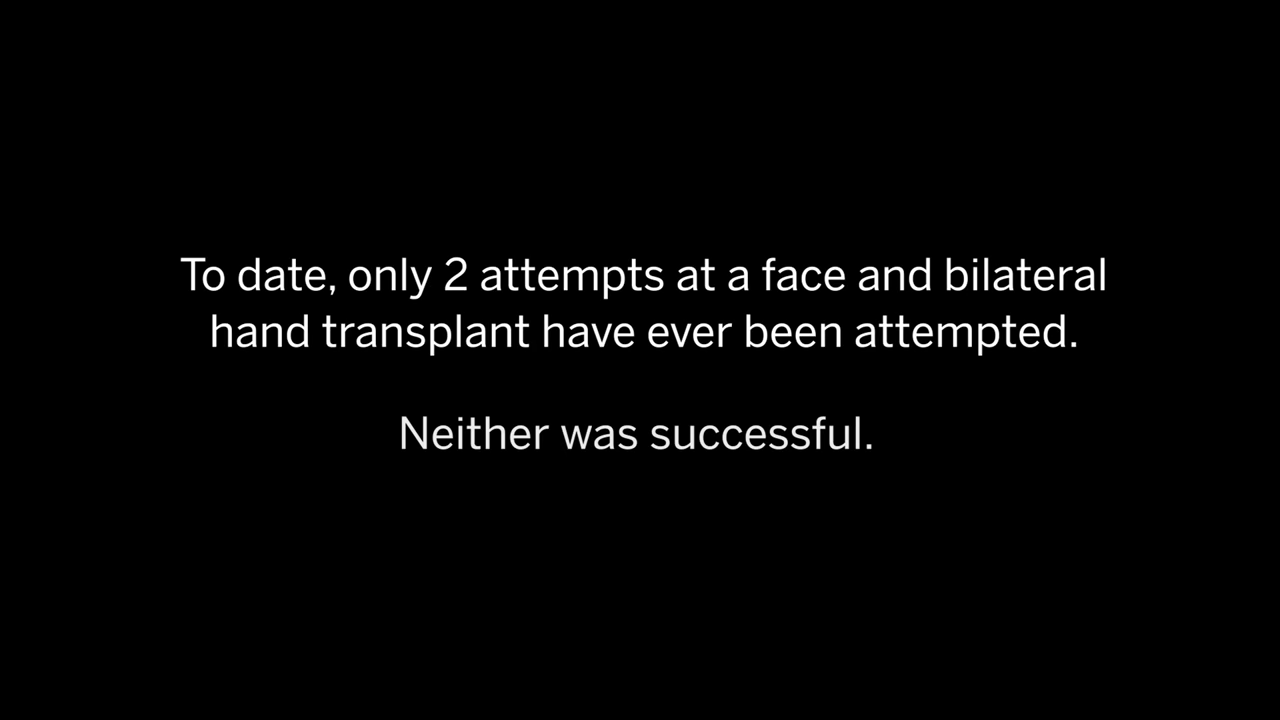 To date, only 2 attempts at a face and bilateral
hand transplant have ever been attempted.
Neither was successful.